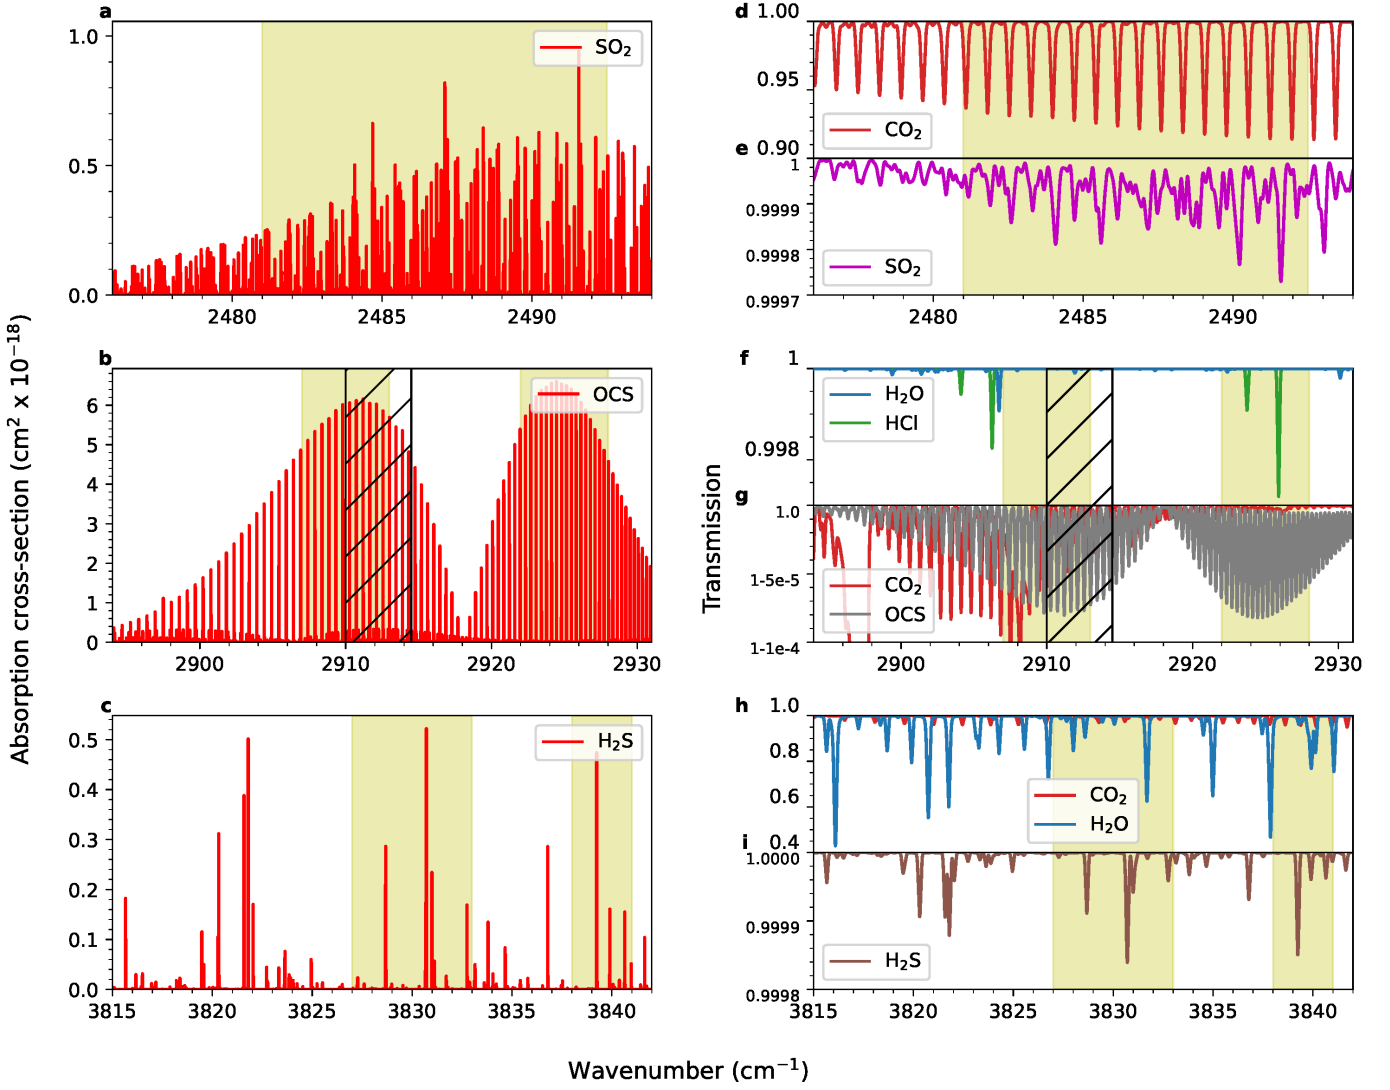 a
1.0
0.5
0.0
SO₂
2480
2485
2490
b
6
5
4
3
2
1
0
OCS
2900
2910
2920
2930
c
0.5
0.4
0.3
0.2
0.1
0.0
H₂S
3815
3820
3825
3830
3835
3840
Absorption cross-section (cm² x 10⁻¹⁸)
d
1.00
0.95
0.90
CO₂
e
1
0.9999
0.9998
0.9997
SO₂
2480
2485
2490
f
1
0.998
H₂O
HCl
g
1.0
1-5e-5
1-1e-4
CO₂
OCS
2900
2910
2920
2930
h
1.0
0.8
0.6
0.4
CO₂
H₂O
i
1.0000
0.9999
0.9998
H₂S
3815
3820
3825
3830
3835
3840
Transmission
Wavenumber (cm⁻¹)